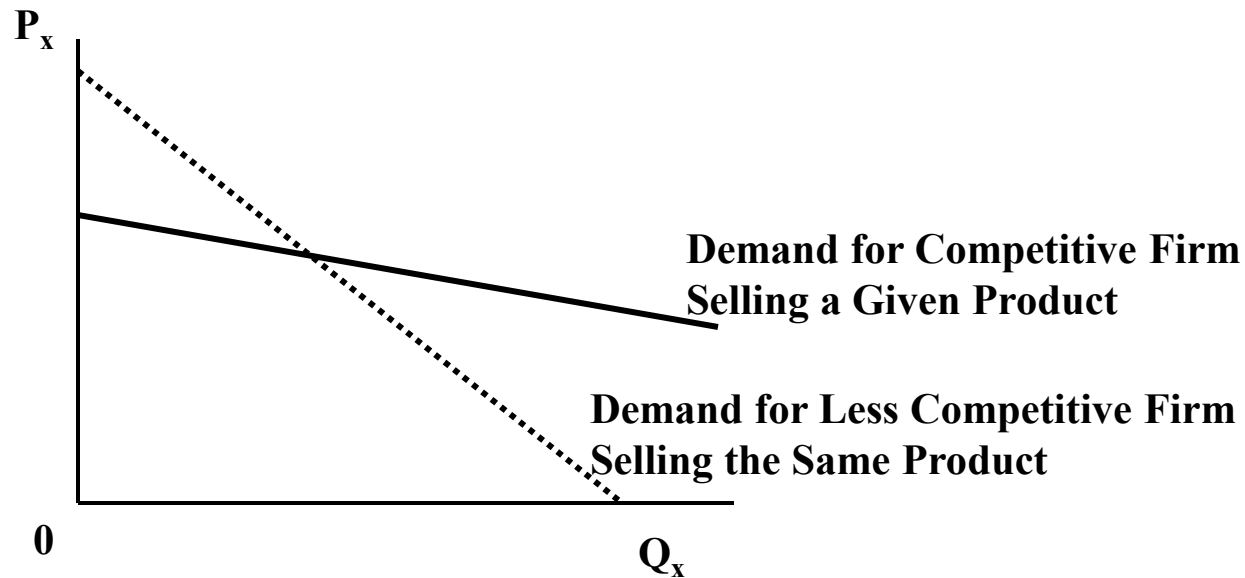 Pₓ
Demand for Competitive Firm
Selling a Given Product
Demand for Less Competitive Firm
Selling the Same Product
0
Qₓ